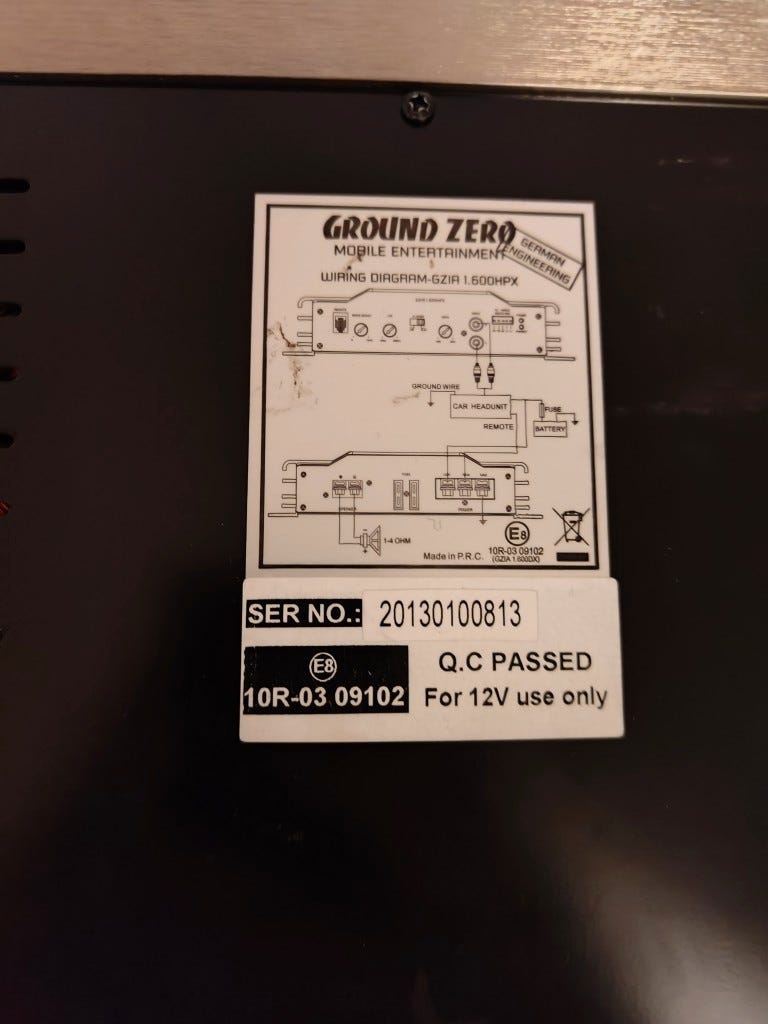 GROUND ZERO
MOBILE ENTERTAINMENT
GERMAN
ENGINEERING
WIRING DIAGRAM-GZIA 1.600HPX
GROUND WIRE
CAR HEADUNIT
FUSE
BATTERY
REMOTE
1-4 OHM
E8
Made in P.R.C.
10R-03 09102
(GZIA 1.600DX)
SER NO.: 20130100813
E8
10R-03 09102
Q.C PASSED
For 12V use only